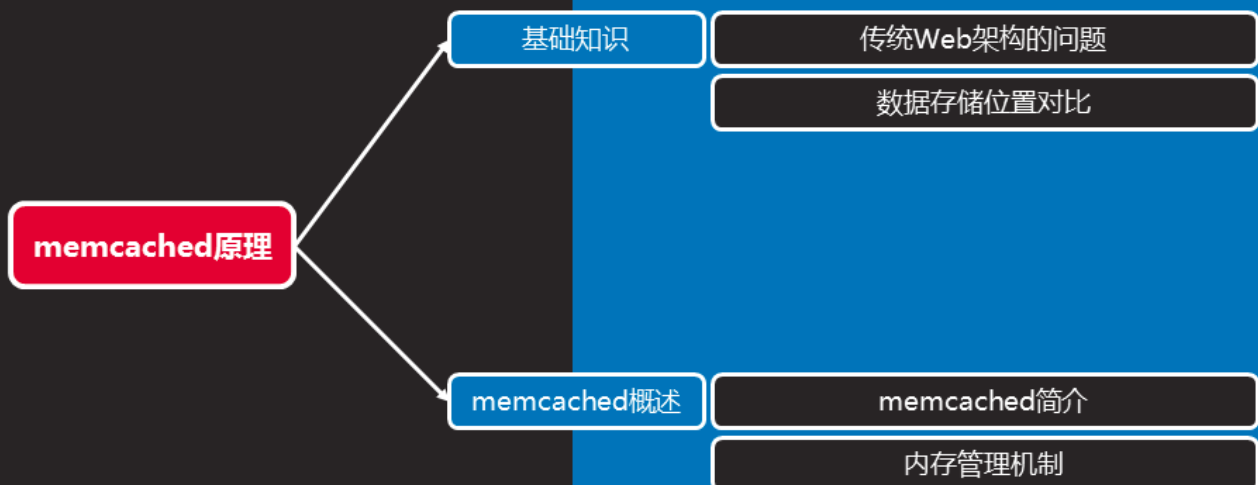 基础知识
传统Web架构的问题
数据存储位置对比
memcached原理
memcached概述
memcached简介
内存管理机制